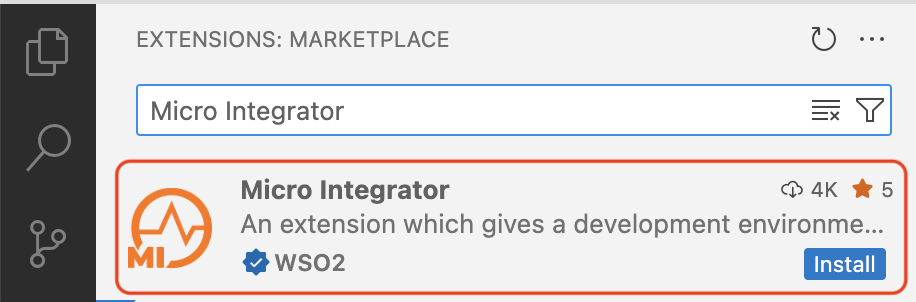 EXTENSIONS: MARKETPLACE
Micro Integrator
Micro Integrator 4K 5
An extension which gives a development environme...
MI WSO2 Install